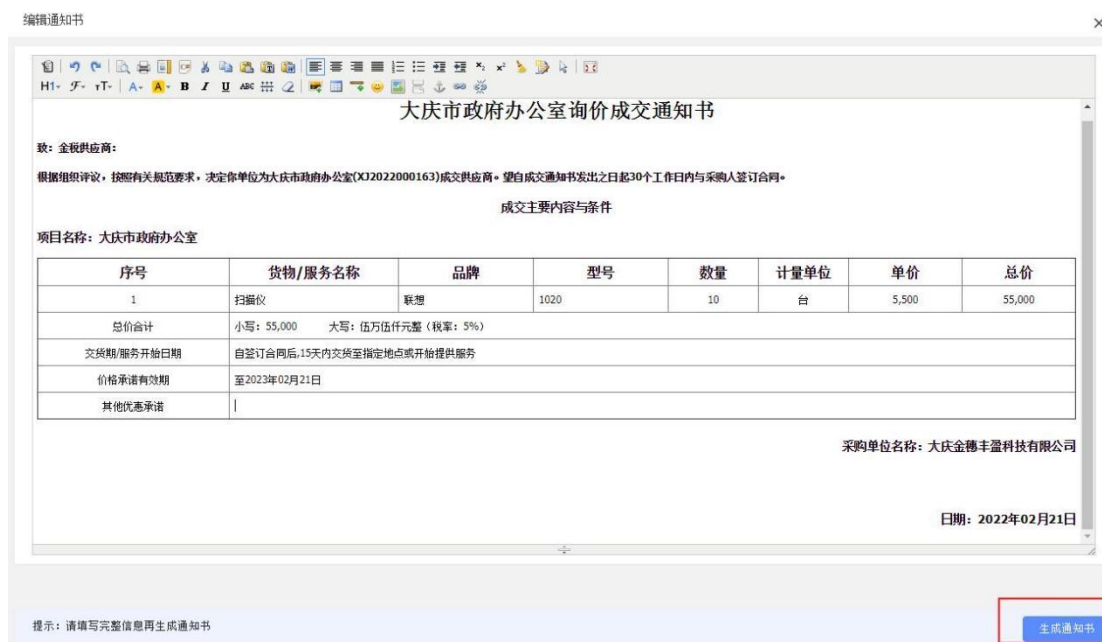 编辑通知书
×
H1 F TT A A B I U ABC
大庆市政府办公室询价成交通知书
致：金税供应商：
根据组织评议，按照有关规范要求，决定你单位为大庆市政府办公室(XJ2022000163)成交供应商。望自成交通知书发出之日起30个工作日内与采购人签订合同。
成交主要内容与条件
项目名称：大庆市政府办公室
序号 货物/服务名称 品牌 型号 数量 计量单位 单价 总价
1 扫描仪 联想 1020 10 台 5,500 55,000
总价合计 小写：55,000 大写：伍万伍仟元整（税率：5%）
交货期/服务开始日期 自签订合同后,15天内交货至指定地点或开始提供服务
价格承诺有效期 至2023年02月21日
其他优惠承诺
采购单位名称：大庆金穗丰盈科技有限公司
日期：2022年02月21日
提示：请填写完整信息再生成通知书
生成通知书